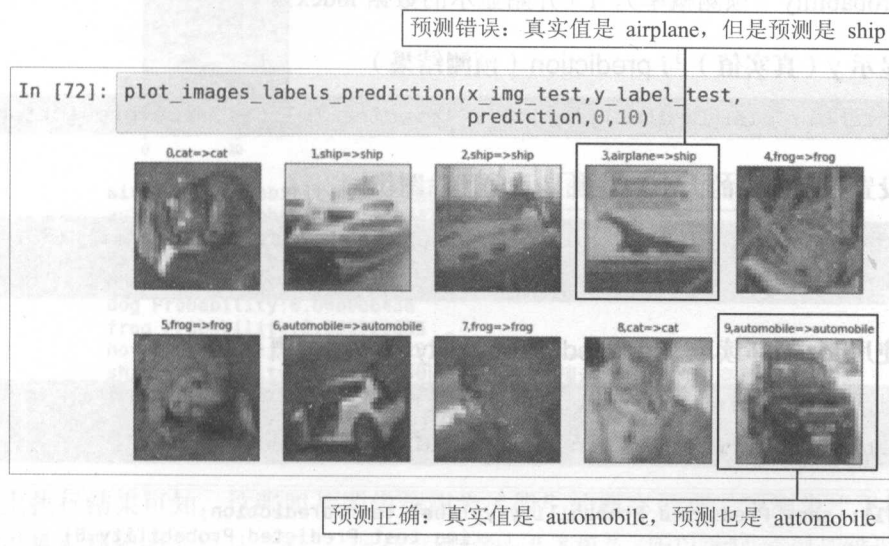 预测错误：真实值是 airplane，但是预测是 ship
In [72]: plot_images_labels_prediction(x_img_test,y_label_test,
prediction,0,10)
0,cat=>cat 1,ship=>ship 2,ship=>ship 3,airplane=>ship 4,frog=>frog
5,frog=>frog 6,automobile=>automobile 7,frog=>frog 8,cat=>cat 9,automobile=>automobile
预测正确：真实值是 automobile，预测也是 automobile